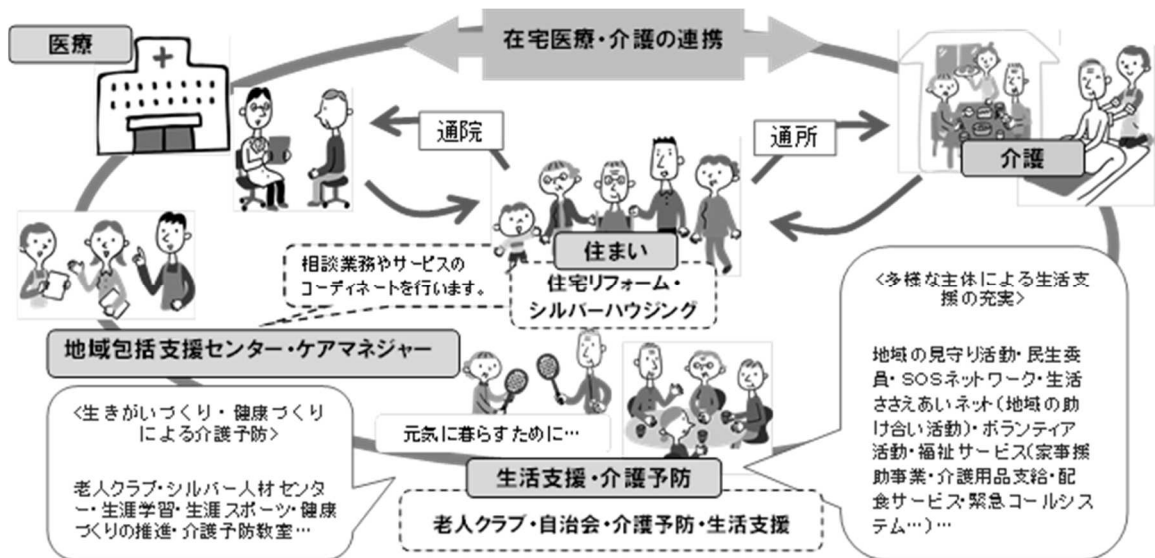 医療
在宅医療・介護の連携
通院
通所
介護
住まい
住宅リフォーム・
シルバーハウジング
相談業務やサービスの
コーディネートを行います。
地域包括支援センター・ケアマネジャー
<多様な主体による生活支
援の充実>
地域の見守り活動・民生委
員・SOSネットワーク・生活
ささえあいネット(地域の助
け合い活動)・ボランティア
活動・福祉サービス(家事援
助事業・介護用品支給・配
食サービス・緊急コールシス
テム…)…
<生きがいづくり・健康づくり
による介護予防>
老人クラブ・シルバー人材センタ
ー・生涯学習・生涯スポーツ・健康
づくりの推進・介護予防教室…
元気に暮らすために…
生活支援・介護予防
老人クラブ・自治会・介護予防・生活支援